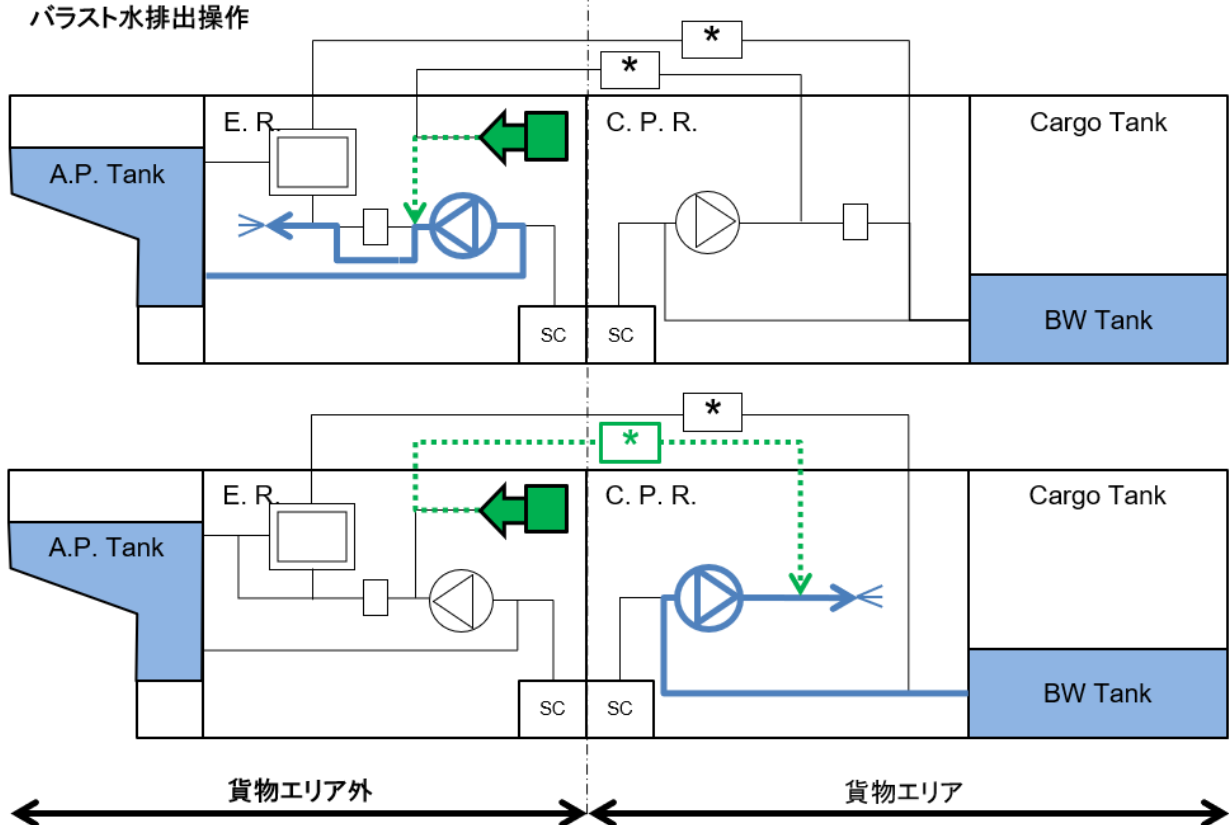 バラスト水排出操作
*
*
E. R.
C. P. R.
Cargo Tank
A.P. Tank
BW Tank
SC
SC
*
*
E. R.
C. P. R.
Cargo Tank
A.P. Tank
BW Tank
SC
SC
貨物エリア外
貨物エリア